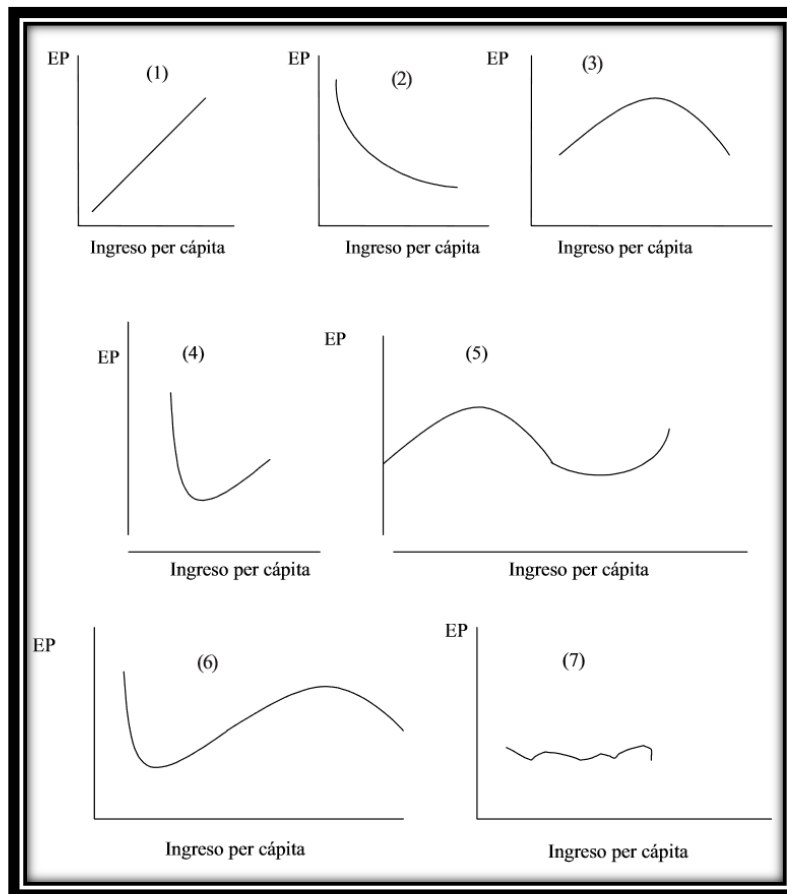 EP
(1)
Ingreso per cápita
EP
(2)
Ingreso per cápita
EP
(3)
Ingreso per cápita
EP
(4)
Ingreso per cápita
EP
(5)
Ingreso per cápita
EP
(6)
Ingreso per cápita
EP
(7)
Ingreso per cápita